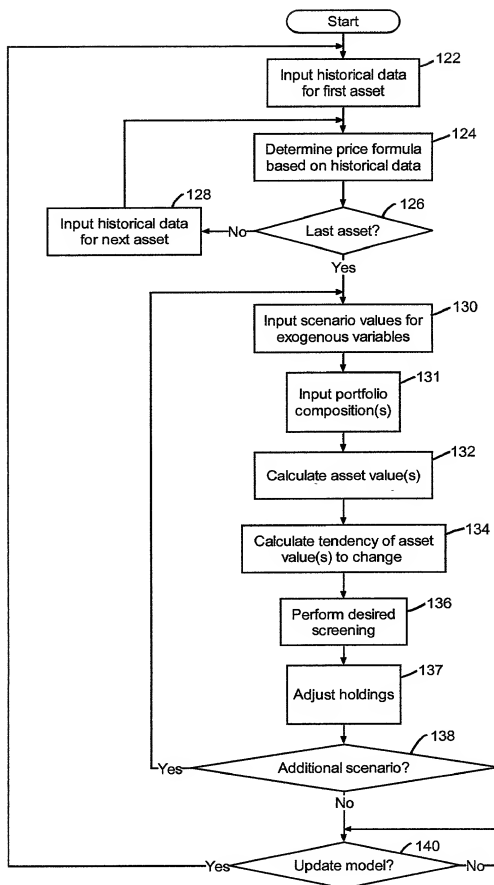 Start
122
Input historical data
for first asset
124
Determine price formula
based on historical data
128
126
Input historical data
for next asset
No
Last asset?
Yes
130
Input scenario values for
exogenous variables
131
Input portfolio
composition(s)
132
Calculate asset value(s)
134
Calculate tendency of asset
value(s) to change
136
Perform desired
screening
137
Adjust holdings
138
Yes
Additional scenario?
No
140
Yes
Update model?
No